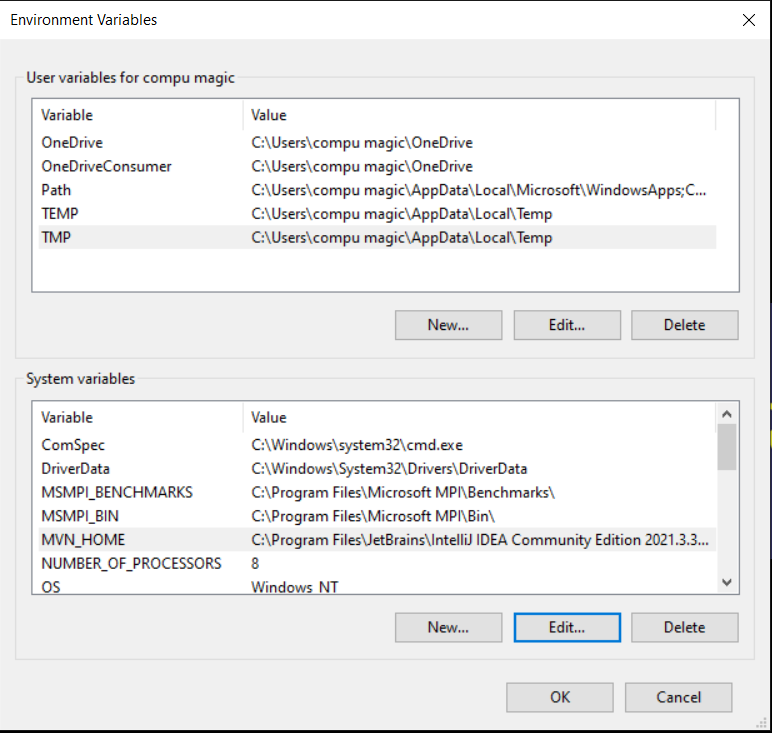 Environment Variables
User variables for compu magic
Variable Value
OneDrive C:\Users\compu magic\OneDrive
OneDriveConsumer C:\Users\compu magic\OneDrive
Path C:\Users\compu magic\AppData\Local\Microsoft\WindowsApps;C...
TEMP C:\Users\compu magic\AppData\Local\Temp
TMP C:\Users\compu magic\AppData\Local\Temp
New... Edit... Delete
System variables
Variable Value
ComSpec C:\Windows\system32\cmd.exe
DriverData C:\Windows\System32\Drivers\DriverData
MSMPI_BENCHMARKS C:\Program Files\Microsoft MPI\Benchmarks\
MSMPI_BIN C:\Program Files\Microsoft MPI\Bin\
MVN_HOME C:\Program Files\JetBrains\IntelliJ IDEA Community Edition 2021.3.3...
NUMBER_OF_PROCESSORS 8
OS Windows_NT
New... Edit... Delete
OK Cancel